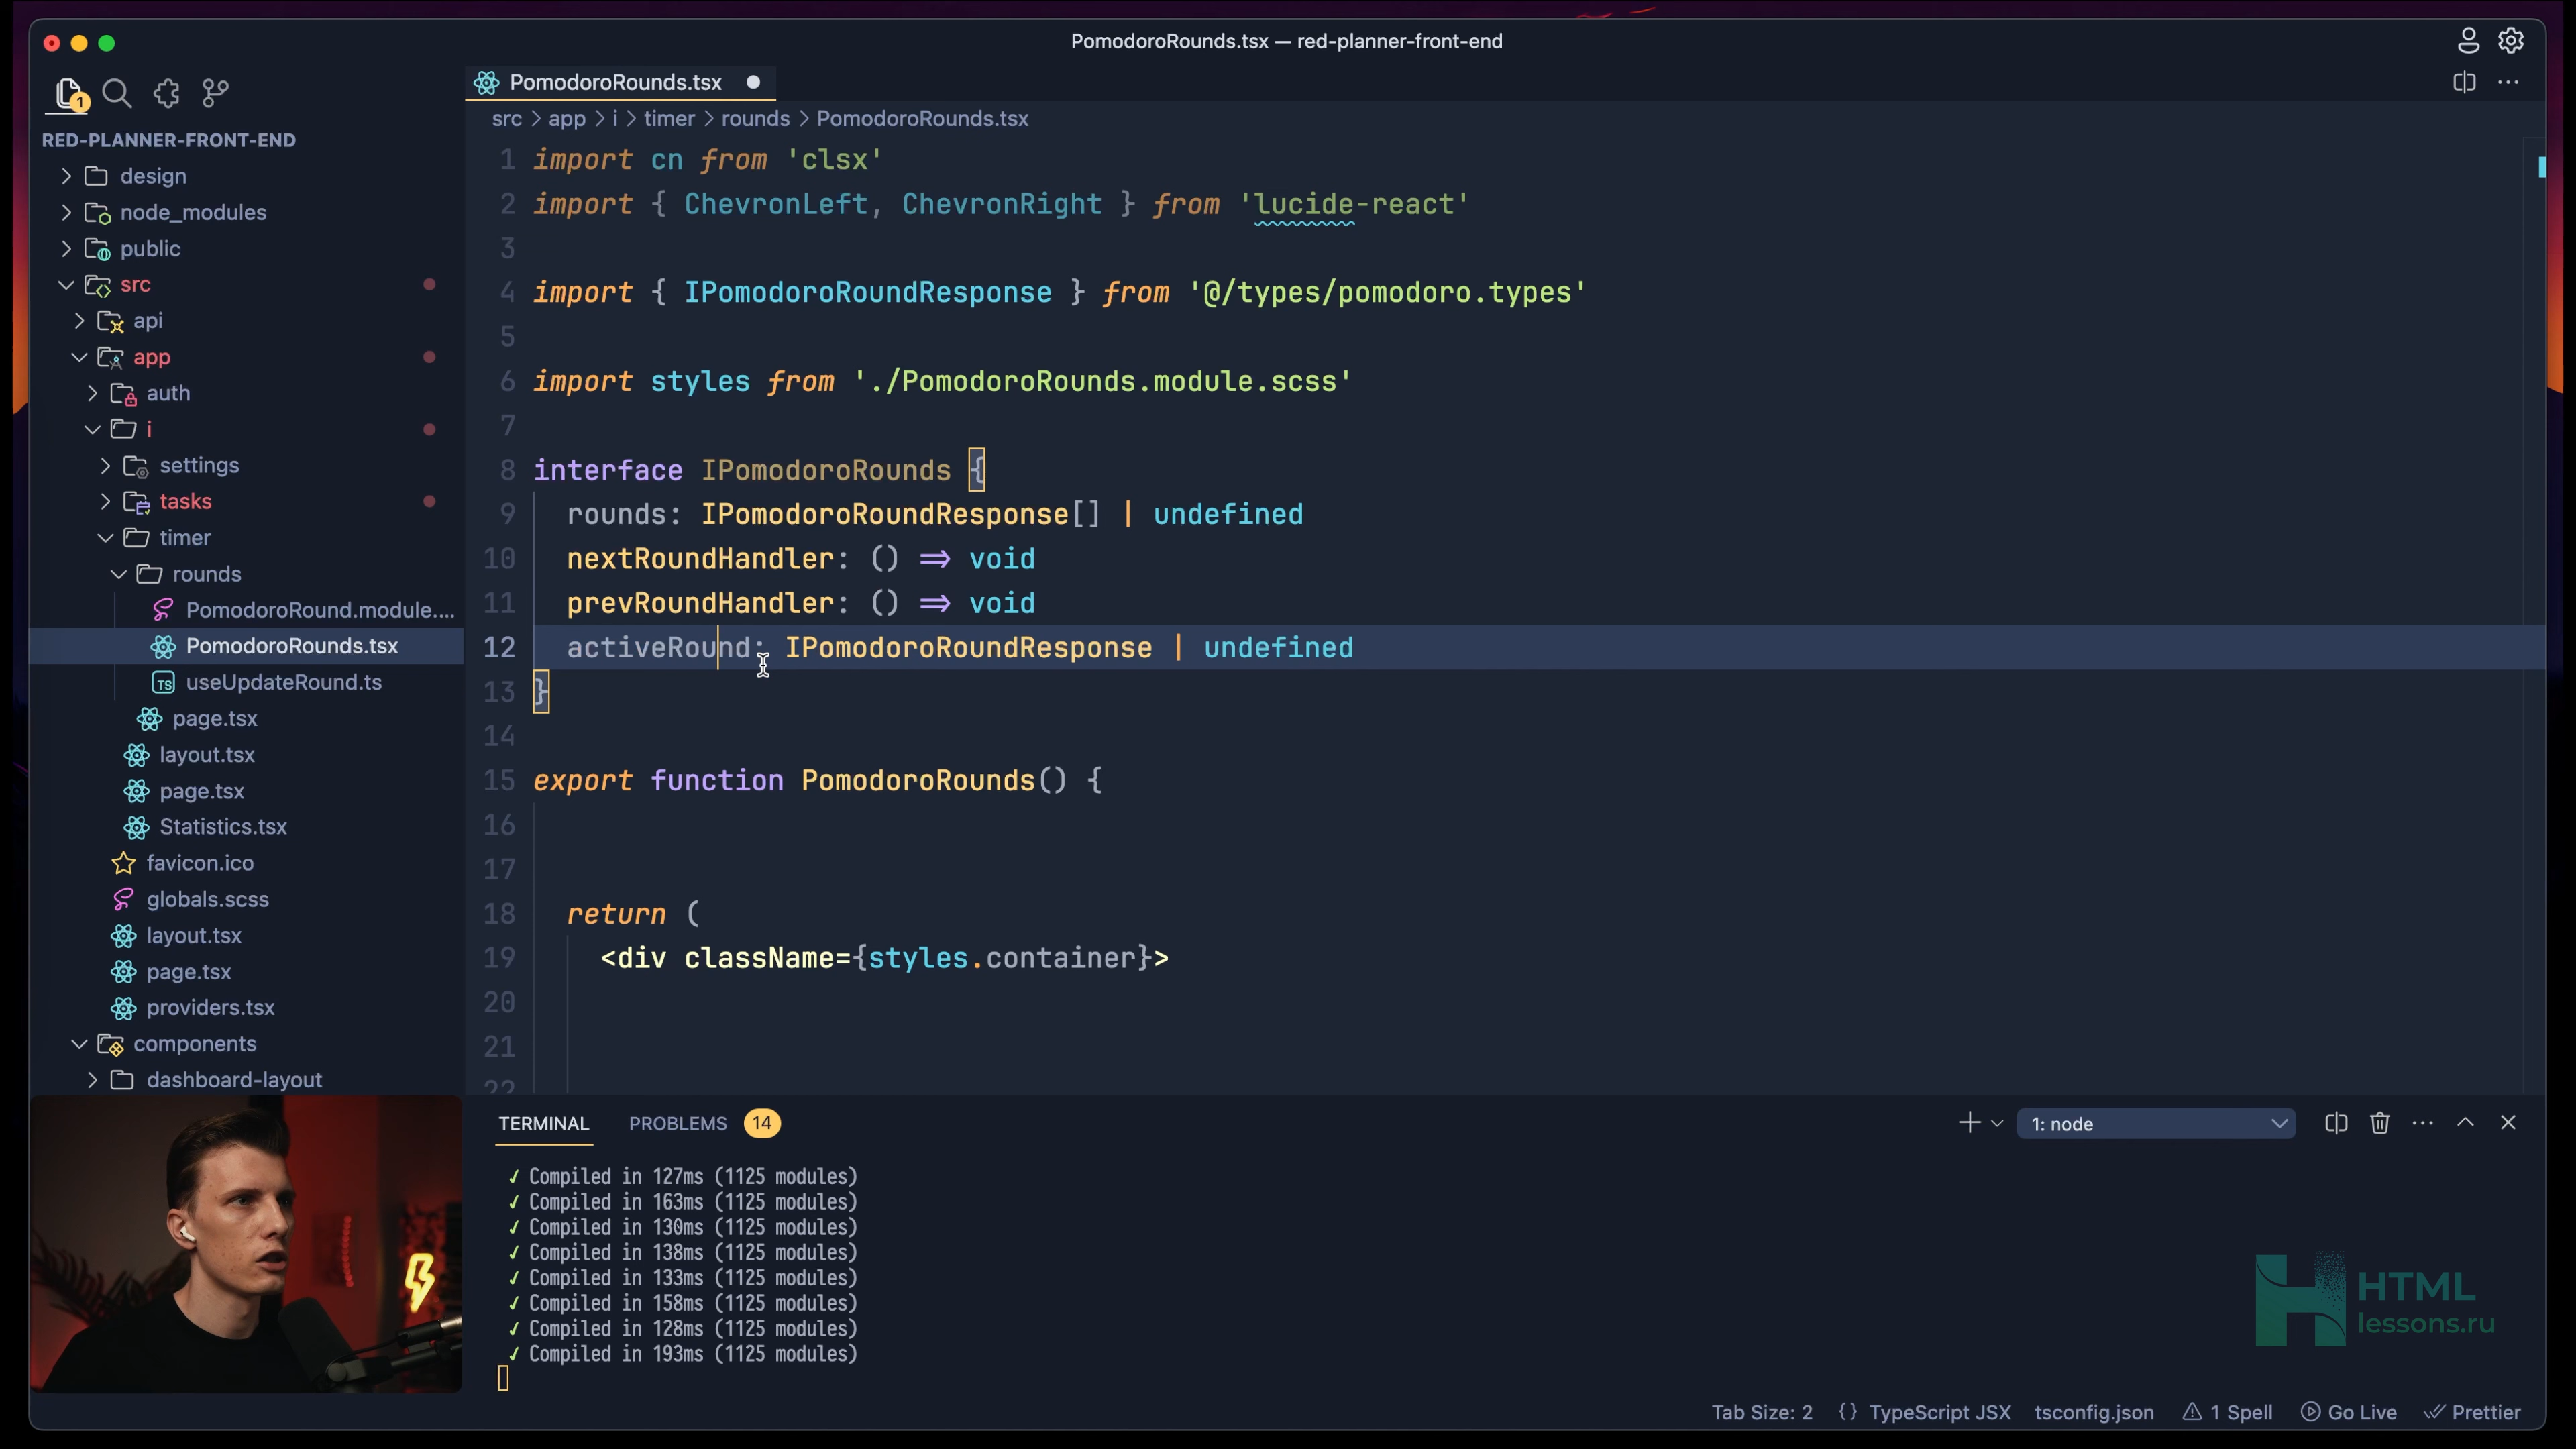 PomodoroRounds.tsx — red-planner-front-end
1
PomodoroRounds.tsx
RED-PLANNER-FRONT-END
design
node_modules
public
src
api
app
auth
i
settings
tasks
timer
rounds
PomodoroRound.module....
PomodoroRounds.tsx
TS useUpdateRound.ts
page.tsx
layout.tsx
page.tsx
Statistics.tsx
favicon.ico
globals.scss
layout.tsx
page.tsx
providers.tsx
components
dashboard-layout
src > app > i > timer > rounds > PomodoroRounds.tsx
1 import cn from 'clsx'
2 import { ChevronLeft, ChevronRight } from 'lucide-react'
3
4 import { IPomodoroRoundResponse } from '@/types/pomodoro.types'
5
6 import styles from './PomodoroRounds.module.scss'
7
8 interface IPomodoroRounds {
9 rounds: IPomodoroRoundResponse[] | undefined
10 nextRoundHandler: () => void
11 prevRoundHandler: () => void
12 activeRound: IPomodoroRoundResponse | undefined
13 }
14
15 export function PomodoroRounds() {
16
17
18 return (
19 <div className={styles.container}>
20
21
22
TERMINAL PROBLEMS 14
1: node
✓ Compiled in 127ms (1125 modules)
✓ Compiled in 163ms (1125 modules)
✓ Compiled in 130ms (1125 modules)
✓ Compiled in 138ms (1125 modules)
✓ Compiled in 133ms (1125 modules)
✓ Compiled in 158ms (1125 modules)
✓ Compiled in 128ms (1125 modules)
✓ Compiled in 193ms (1125 modules)
HTML
lessons.ru
Tab Size: 2 {} TypeScript JSX tsconfig.json 1 Spell Go Live Prettier